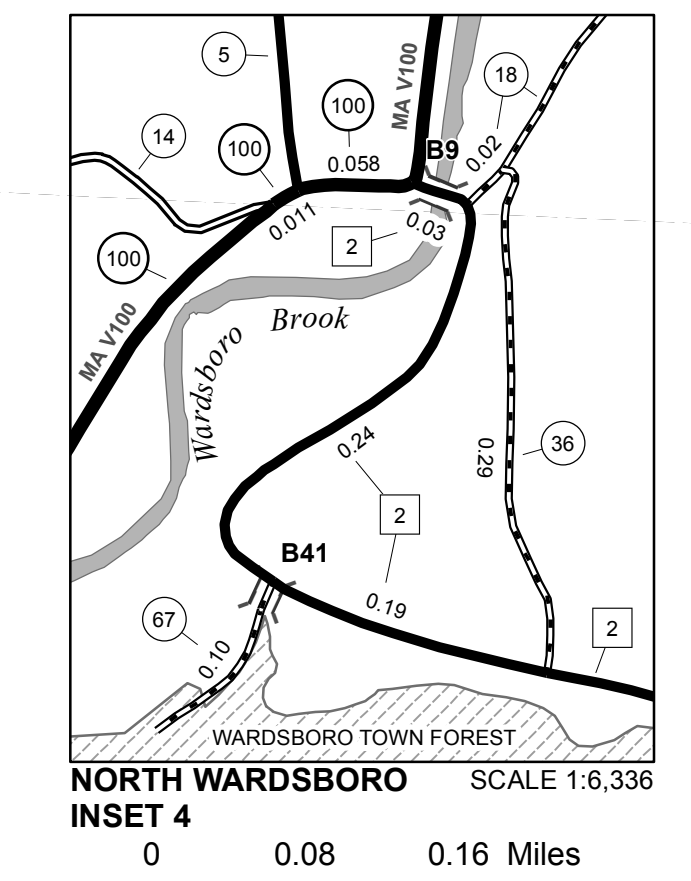 5
MA V100
18
100
14
100
B9
0.02
0.058
0.011
0.03
2
100
MA V100
Brook
Wardsboro
0.24
0.29
36
2
B41
0.19
67
2
0.10
WARDSBORO TOWN FOREST
NORTH WARDSBORO SCALE 1:6,336
INSET 4
0 0.08 0.16 Miles